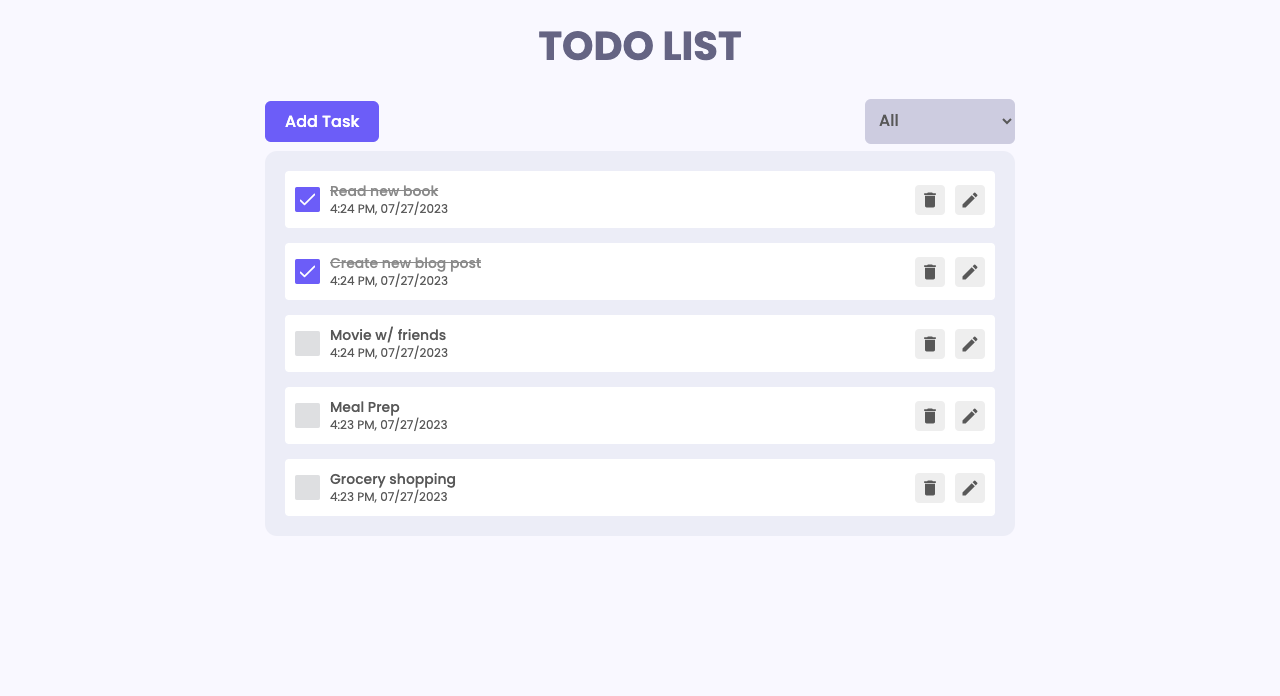 TODO LIST
Add Task
All
Read new book
4:24 PM, 07/27/2023
Create new blog post
4:24 PM, 07/27/2023
Movie w/ friends
4:24 PM, 07/27/2023
Meal Prep
4:23 PM, 07/27/2023
Grocery shopping
4:23 PM, 07/27/2023